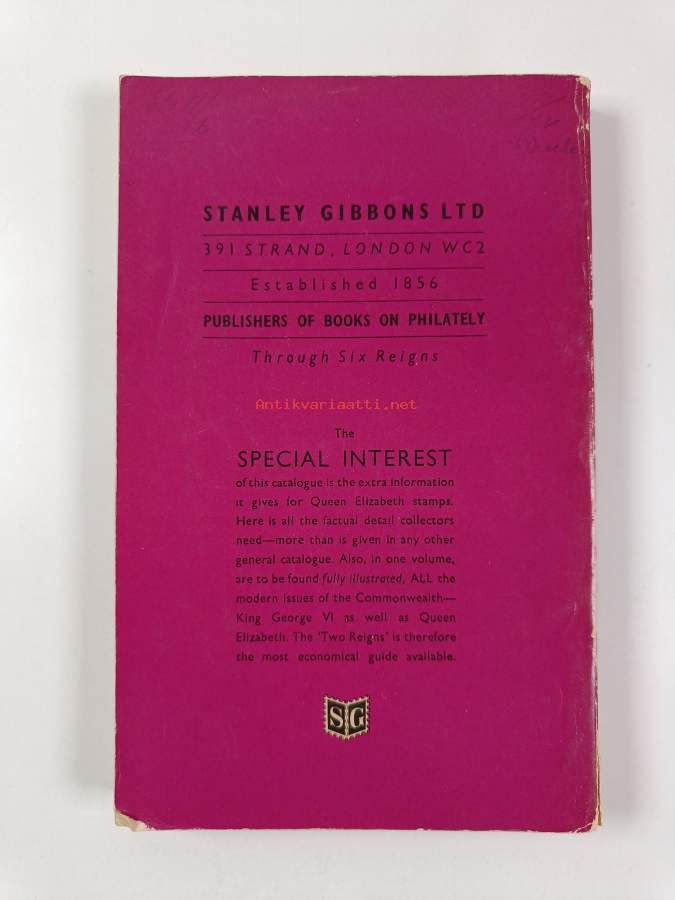 STANLEY GIBBONS LTD
391 STRAND, LONDON WC2
Established 1856
PUBLISHERS OF BOOKS ON PHILATELY
Through Six Reigns
Antikvariaatti.net
The
SPECIAL INTEREST
of this catalogue is the extra information
it gives for Queen Elizabeth stamps.
Here is all the factual detail collectors
need—more than is given in any other
general catalogue. Also, in one volume,
are to be found fully illustrated, ALL the
modern issues of the Commonwealth—
King George VI as well as Queen
Elizabeth. The 'Two Reigns' is therefore
the most economical guide available.
SG